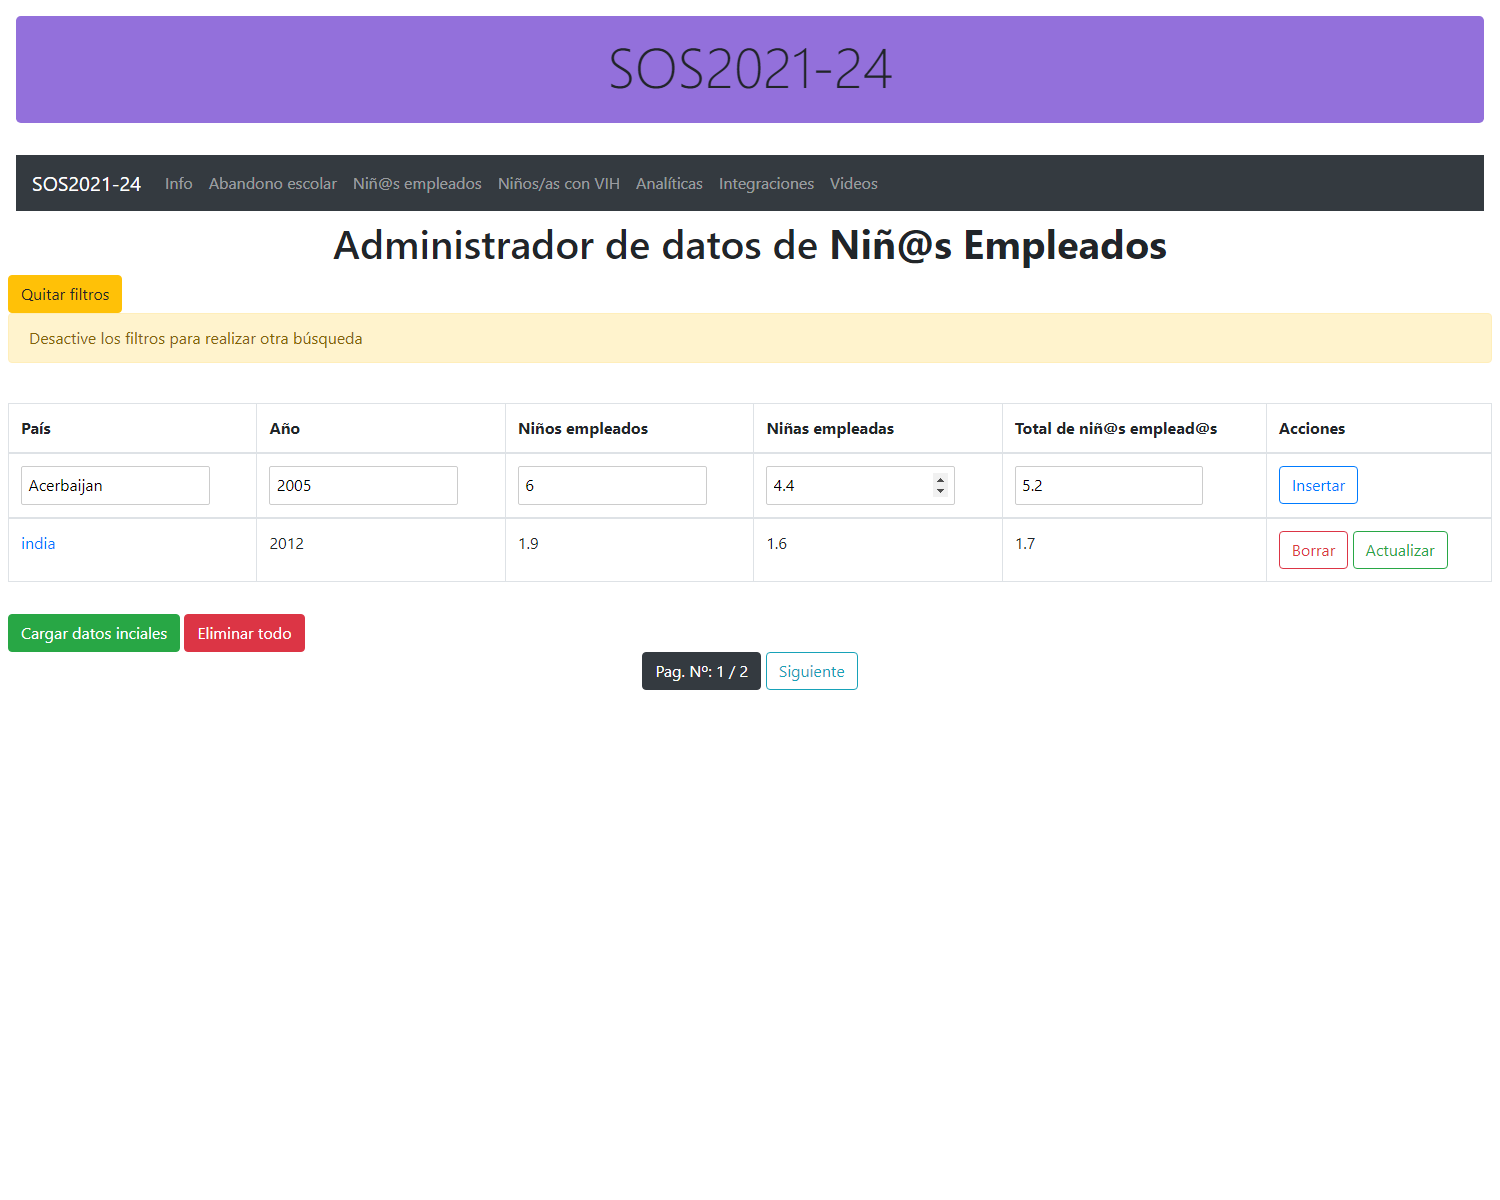 SOS2021-24
SOS2021-24 Info Abandono escolar Niñ@s empleados Niños/as con VIH Analíticas Integraciones Videos
Administrador de datos de Niñ@s Empleados
Quitar filtros
Desactive los filtros para realizar otra búsqueda
País Año Niños empleados Niñas empleadas Total de niñ@s emplead@s Acciones
Acerbaijan 2005 6 4.4 5.2 Insertar
india 2012 1.9 1.6 1.7 Borrar Actualizar
Cargar datos inciales Eliminar todo
Pag. Nº: 1 / 2 Siguiente